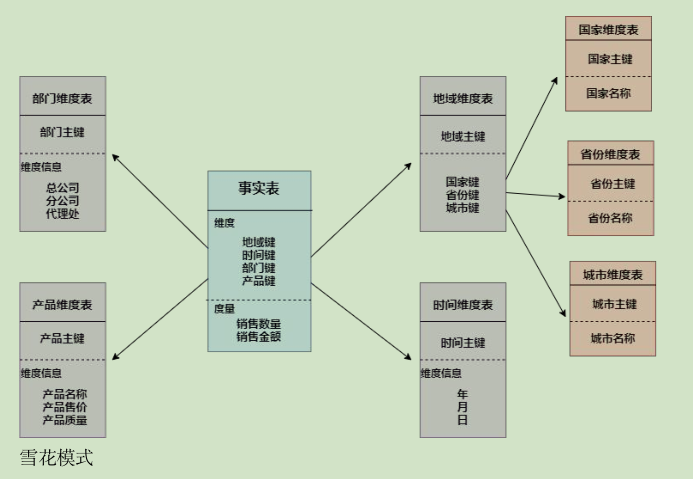 国家维度表
国家主键
国家名称
部门维度表
部门主键
维度信息
总公司
分公司
代理处
地域维度表
地域主键
国家键
省份键
城市键
省份维度表
省份主键
省份名称
事实表
维度
地域键
时间键
部门键
产品键
度量
销售数量
销售金额
城市维度表
城市主键
城市名称
产品维度表
产品主键
维度信息
产品名称
产品售价
产品质量
时间维度表
时间主键
维度信息
年
月
日
雪花模式